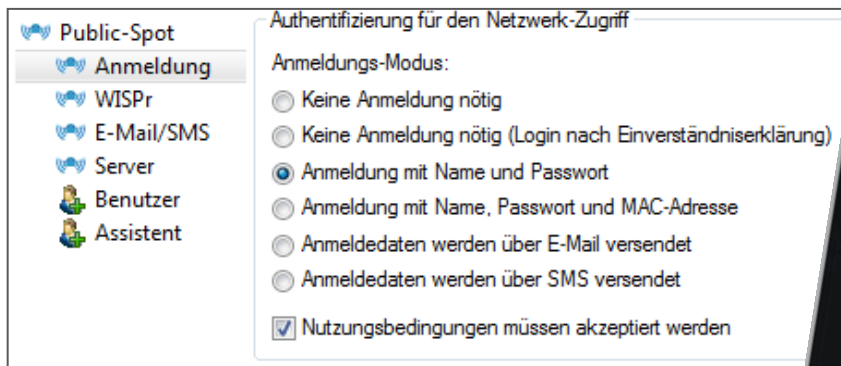 Public-Spot
Anmeldung
WISPr
E-Mail/SMS
Server
Benutzer
Assistent
Authentifizierung für den Netzwerk-Zugriff
Anmeldungs-Modus:
Keine Anmeldung nötig
Keine Anmeldung nötig (Login nach Einverständniserklärung)
Anmeldung mit Name und Passwort
Anmeldung mit Name, Passwort und MAC-Adresse
Anmeldedaten werden über E-Mail versendet
Anmeldedaten werden über SMS versendet
Nutzungsbedingungen müssen akzeptiert werden